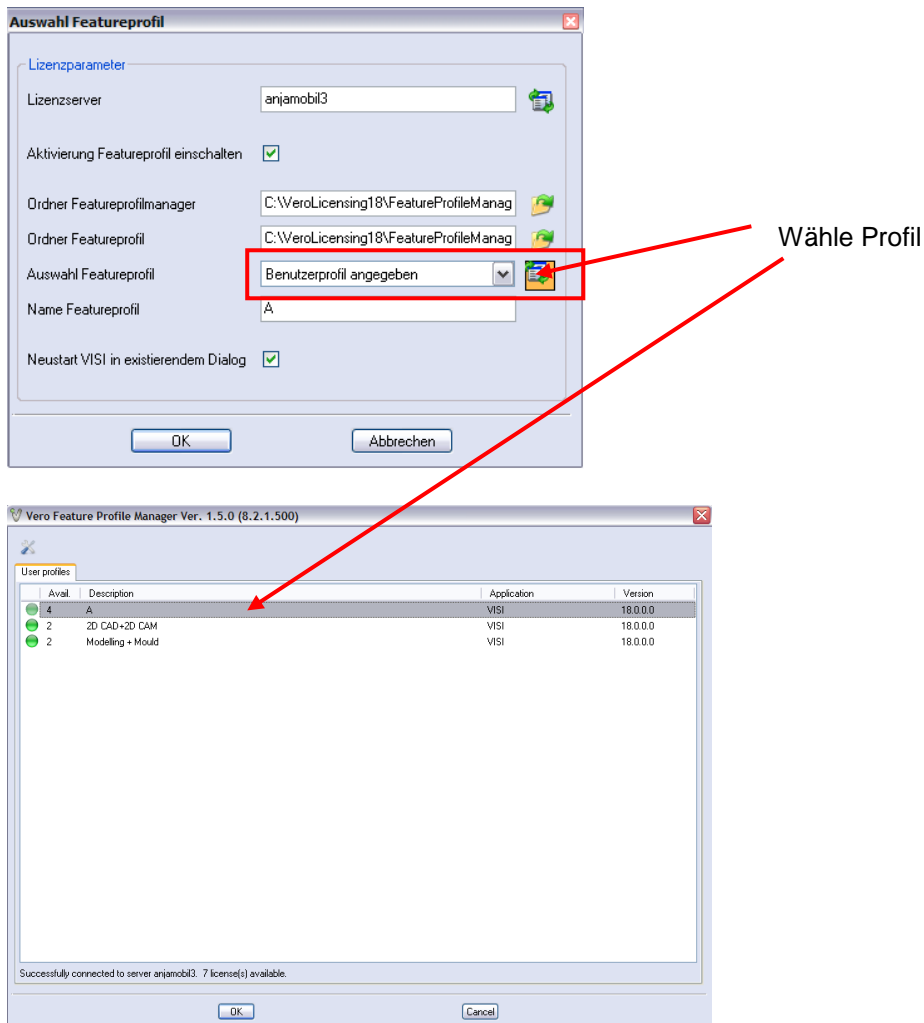 Auswahl Featureprofil
Lizenzparameter
Lizenzserver anjamobil3
Aktivierung Featureprofil einschalten
Ordner Featureprofilmanager C:\VeroLicensing18\FeatureProfileManag
Ordner Featureprofil C:\VeroLicensing18\FeatureProfileManag
Auswahl Featureprofil Benutzerprofil angegeben
Name Featureprofil A
Neustart VISI in existierendem Dialog
OK Abbrechen
Wähle Profil
Vero Feature Profile Manager Ver. 1.5.0 (8.2.1.500)
User profiles
Avail. Description Application Version
4 A VISI 18.0.0.0
2 2D CAD+2D CAM VISI 18.0.0.0
2 Modelling + Mould VISI 18.0.0.0
Successfully connected to server anjamobil3. 7 license(s) available.
OK Cancel